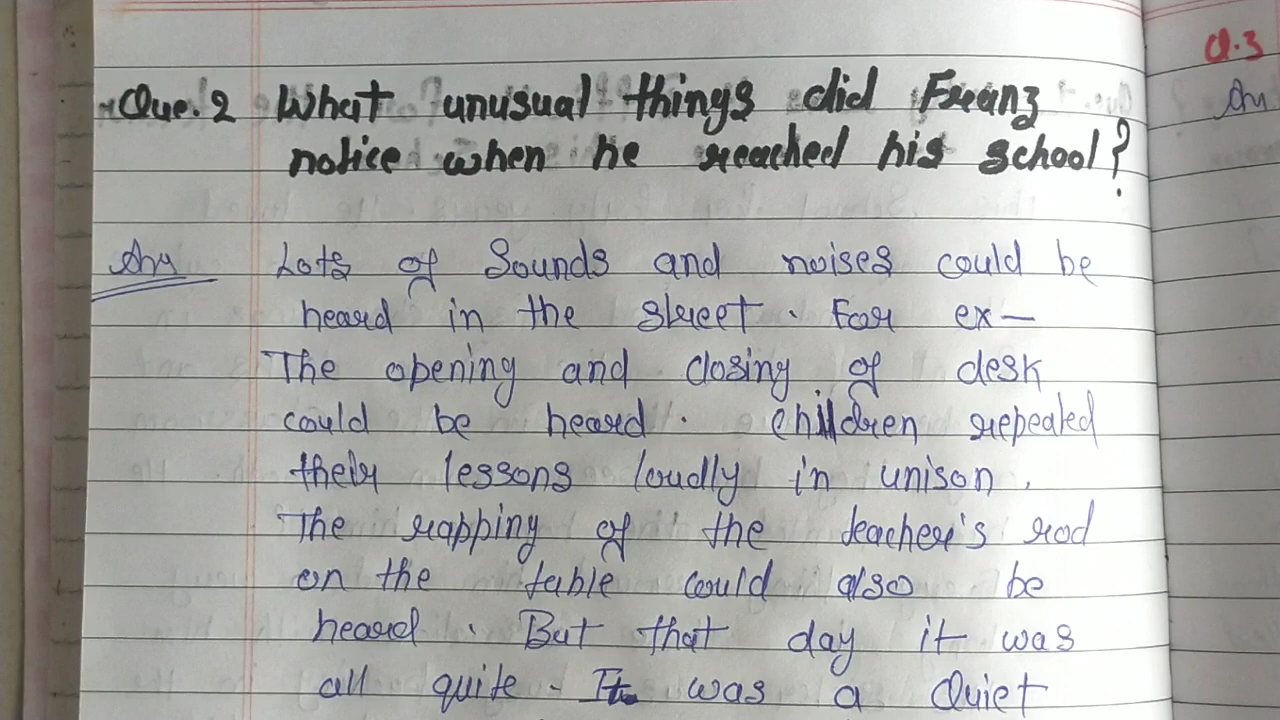 Que. 2 What unusual things did Franz
notice when he reached his school?
Ans Lots of Sounds and noises could be
heard in the street. For ex-
The opening and closing of desk
could be heard. Children repeated
their lessons loudly in unison.
The rapping of the teacher's rod
on the table could also be
heard. But that day it was
all quite. It was a Quiet
Q.3
Ans